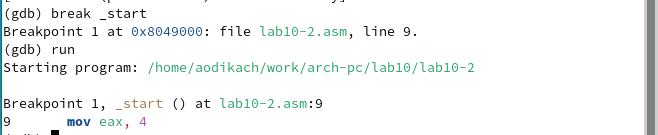 (gdb) break _start
Breakpoint 1 at 0x8049000: file lab10-2.asm, line 9.
(gdb) run
Starting program: /home/aodikach/work/arch-pc/lab10/lab10-2
Breakpoint 1, _start () at lab10-2.asm:9
9       mov eax, 4